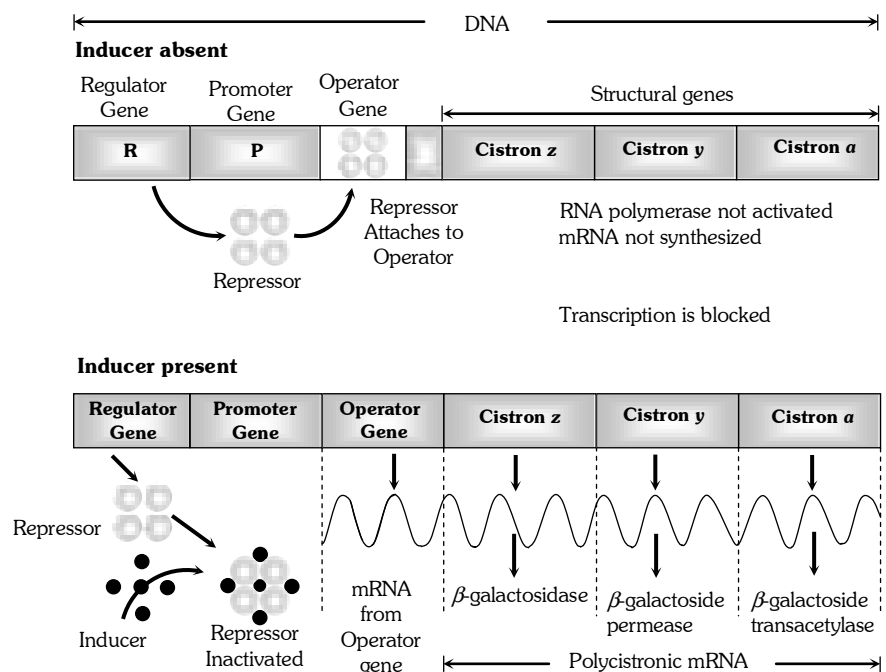 DNA
Inducer absent
Regulator
Gene
Promoter
Gene
Operator
Gene
Structural genes
R
P
Cistron z
Cistron y
Cistron a
Repressor
Repressor
Attaches to
Operator
RNA polymerase not activated
mRNA not synthesized
Transcription is blocked
Inducer present
Regulator
Gene
Promoter
Gene
Operator
Gene
Cistron z
Cistron y
Cistron a
Repressor
Inducer
Repressor
Inactivated
mRNA
from
Operator
gene
β-galactosidase
β-galactoside
permease
β-galactoside
transacetylase
Polycistronic mRNA